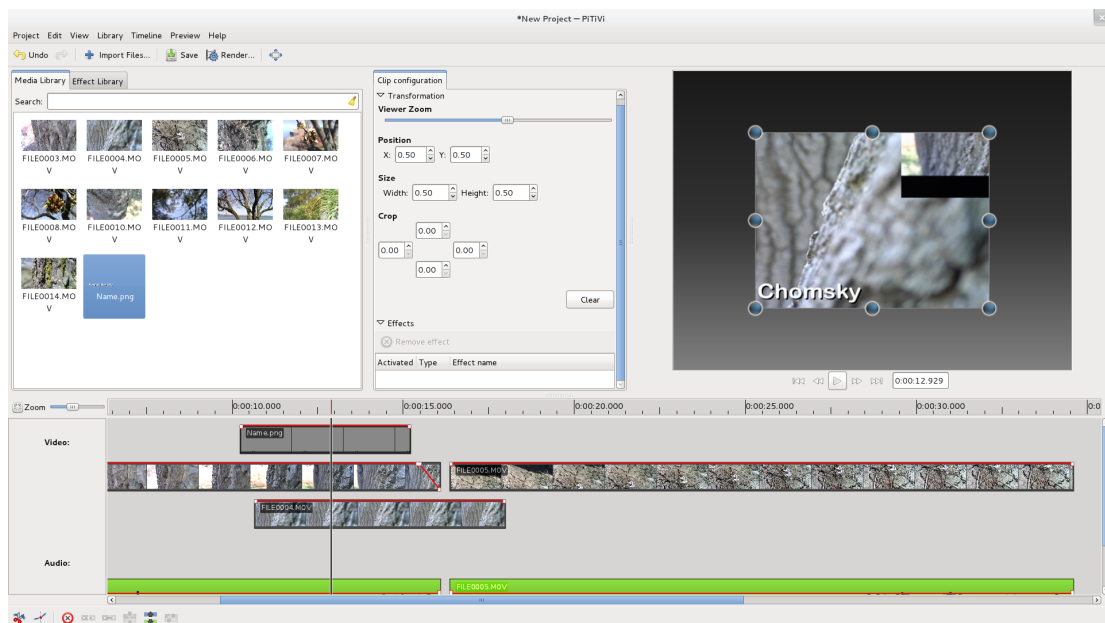 *New Project — PiTiVi
Project Edit View Library Timeline Preview Help
Undo Import Files... Save Render...
Media Library Effect Library
Search:
FILE0003.MO
V
FILE0004.MO
V
FILE0005.MO
V
FILE0006.MO
V
FILE0007.MO
V
FILE0008.MO
V
FILE0010.MO
V
FILE0011.MO
V
FILE0012.MO
V
FILE0013.MO
V
FILE0014.MO
V
Name.png
Clip configuration
Transformation
Viewer Zoom
Position
X: 0.50 Y: 0.50
Size
Width: 0.50 Height: 0.50
Crop
0.00
0.00 0.00
0.00
Clear
Effects
Remove effect
Activated Type Effect name
Chomsky
0:00:12.929
Zoom 0:00:10.000 0:00:15.000 0:00:20.000 0:00:25.000 0:00:30.000 0:0
Video:
Name.png
FILE0005.MOV
FILE0004.MOV
Audio:
FILE0005.MOV